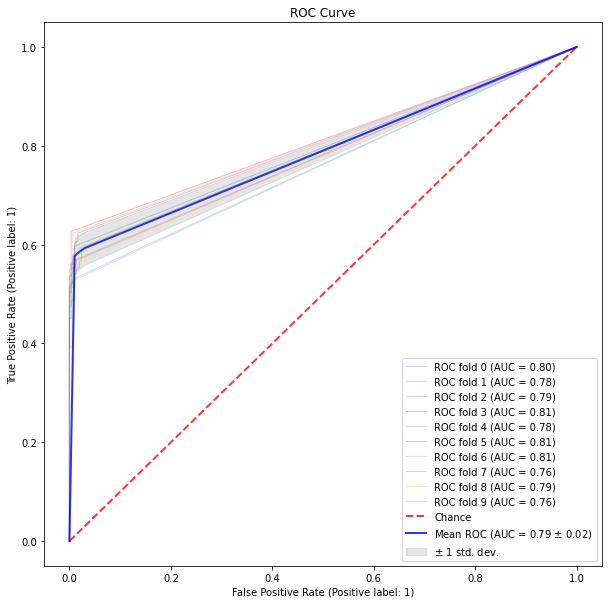 ROC Curve
True Positive Rate (Positive label: 1)
1.0
0.8
0.6
0.4
0.2
0.0
ROC fold 0 (AUC = 0.80)
ROC fold 1 (AUC = 0.78)
ROC fold 2 (AUC = 0.79)
ROC fold 3 (AUC = 0.81)
ROC fold 4 (AUC = 0.78)
ROC fold 5 (AUC = 0.81)
ROC fold 6 (AUC = 0.81)
ROC fold 7 (AUC = 0.76)
ROC fold 8 (AUC = 0.79)
ROC fold 9 (AUC = 0.76)
Chance
Mean ROC (AUC = 0.79 ± 0.02)
± 1 std. dev.
0.0 0.2 0.4 0.6 0.8 1.0
False Positive Rate (Positive label: 1)